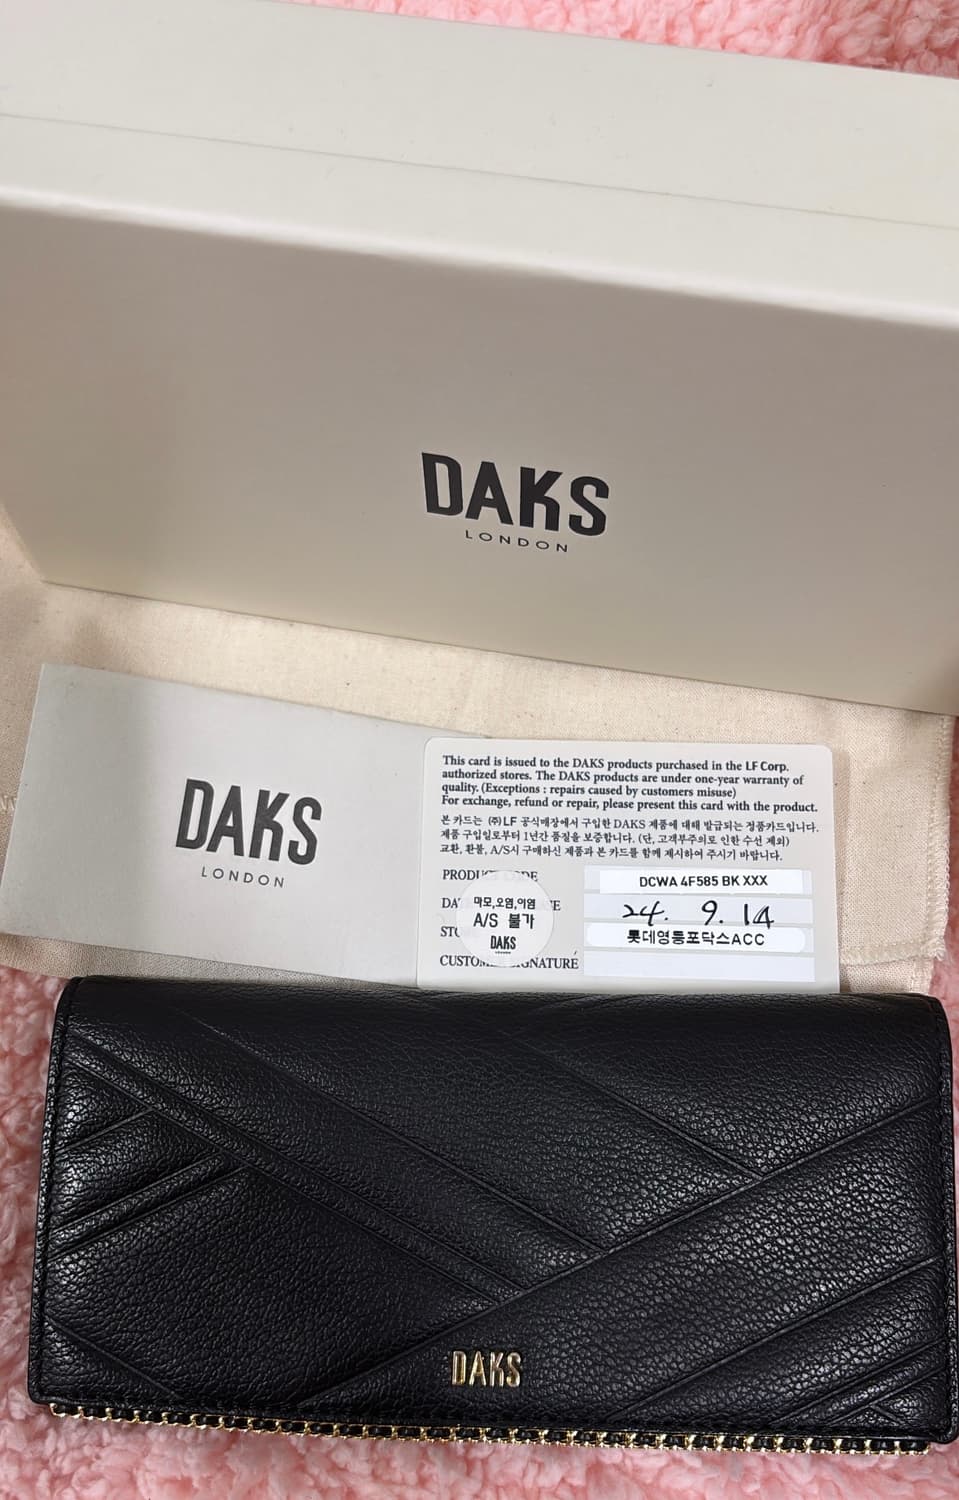 DAKS
LONDON
DAKS
LONDON
This card is issued to the DAKS products purchased in the LF Corp.
authorized stores. The DAKS products are under one-year warranty of
quality. (Exceptions : repairs caused by customers misuse)
For exchange, refund or repair, please present this card with the product.
본 카드는 ㈜LF 공식매장에서 구입한 DAKS 제품에 대해 발급되는 정품카드입니다.
제품 구입일로부터 1년간 품질을 보증합니다. (단, 고객부주의로 인한 수선 제외)
교환, 환불, A/S시 구매하신 제품과 본 카드를 함께 제시하여 주시기 바랍니다.
DCWA 4F585 BK XXX
24. 9. 14
롯데영등포닥스ACC
마모,오염,이염
A/S 불가
DAKS
DAKS